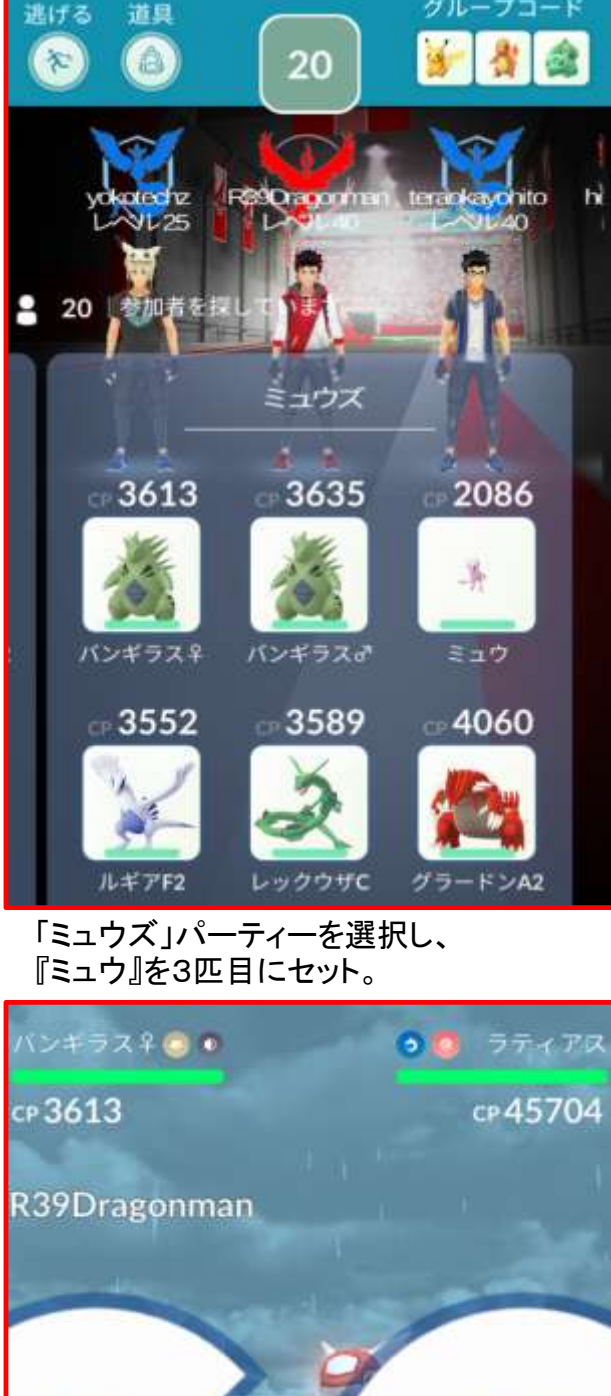 逃げる 道具 グループコード
20
yokotechz R39Dragonman teraokayohito hi
レベル25 レベル40 レベル40
20 参加者を探しています
ミュウズ
CP 3613 CP 3635 CP 2086
バンギラス♀ バンギラス♂ ミュウ
CP 3552 CP 3589 CP 4060
ルギアF2 レックウザC グラードンA2
「ミュウズ」パーティーを選択し、
『ミュウ』を3匹目にセット。
バンギラス♀ ラティアス
CP 3613 CP 45704
R39Dragonman